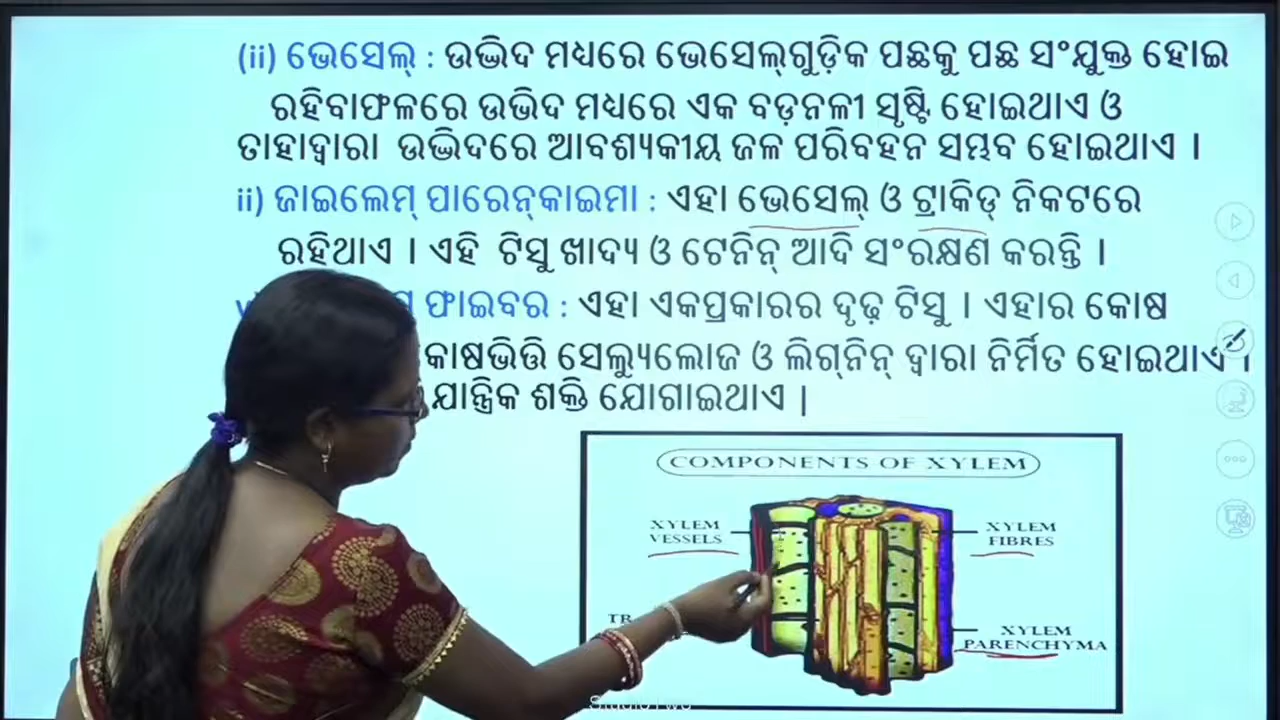 (ii) ଭେସେଲ୍ : ଉଦ୍ଭିଦ ମଧ୍ୟରେ ଭେସେଲ୍‌ଗୁଡ଼ିକ ପଛକୁ ପଛ ସଂଯୁକ୍ତ ହୋଇ
ରହିବାଫଳରେ ଉଭିଦ ମଧ୍ୟରେ ଏକ ବଡ଼ନଳୀ ସୃଷ୍ଟି ହୋଇଥାଏ ଓ
ତାହାଦ୍ୱାରା ଉଦ୍ଭିଦରେ ଆବଶ୍ୟକୀୟ ଜଳ ପରିବହନ ସମ୍ଭବ ହୋଇଥାଏ ।
ii) ଜାଇଲେମ୍ ପାରେନ୍‌କାଇମା : ଏହା ଭେସେଲ୍ ଓ ଟ୍ରାକିଡ୍ ନିକଟରେ
ରହିଥାଏ । ଏହି ଟିସୁ ଖାଦ୍ୟ ଓ ଟେନିନ୍ ଆଦି ସଂରକ୍ଷଣ କରନ୍ତି ।
ଫାଇବର : ଏହା ଏକପ୍ରକାରର ଦୃଢ଼ ଟିସୁ । ଏହାର କୋଷ
ସେଲ୍ୟୁଲୋଜ ଓ ଲିଗ୍‌ନିନ୍ ଦ୍ୱାରା ନିର୍ମିତ ହୋଇଥାଏ ।
ଯାନ୍ତ୍ରିକ ଶକ୍ତି ଯୋଗାଇଥାଏ |
COMPONENTS OF XYLEM
XYLEM
VESSELS
XYLEM
FIBRES
XYLEM
PARENCHYMA